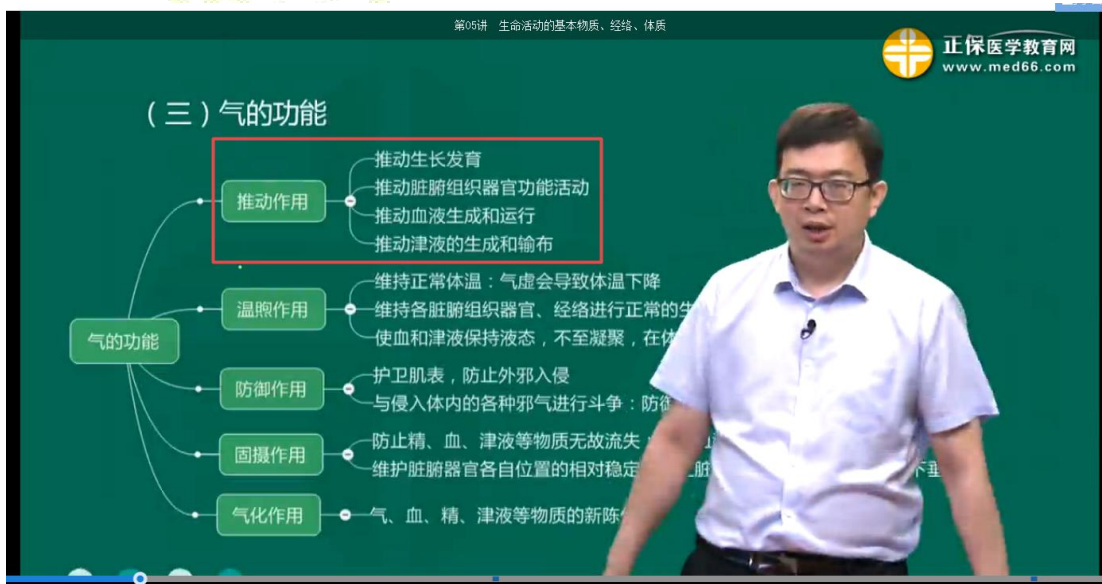 第05讲 生命活动的基本物质、经络、体质
正保医学教育网
www.med66.com
（三）气的功能
推动生长发育
推动脏腑组织器官功能活动
推动作用
推动血液生成和运行
推动津液的生成和输布
维持正常体温：气虚会导致体温下降
温煦作用
维持各脏腑组织器官、经络进行正常的生
使血和津液保持液态，不至凝聚，在体
气的功能
护卫肌表，防止外邪入侵
防御作用
与侵入体内的各种邪气进行斗争：防御
防止精、血、津液等物质无故流失
固摄作用
维护脏腑器官各自位置的相对稳定
下垂
气化作用
气、血、精、津液等物质的新陈代